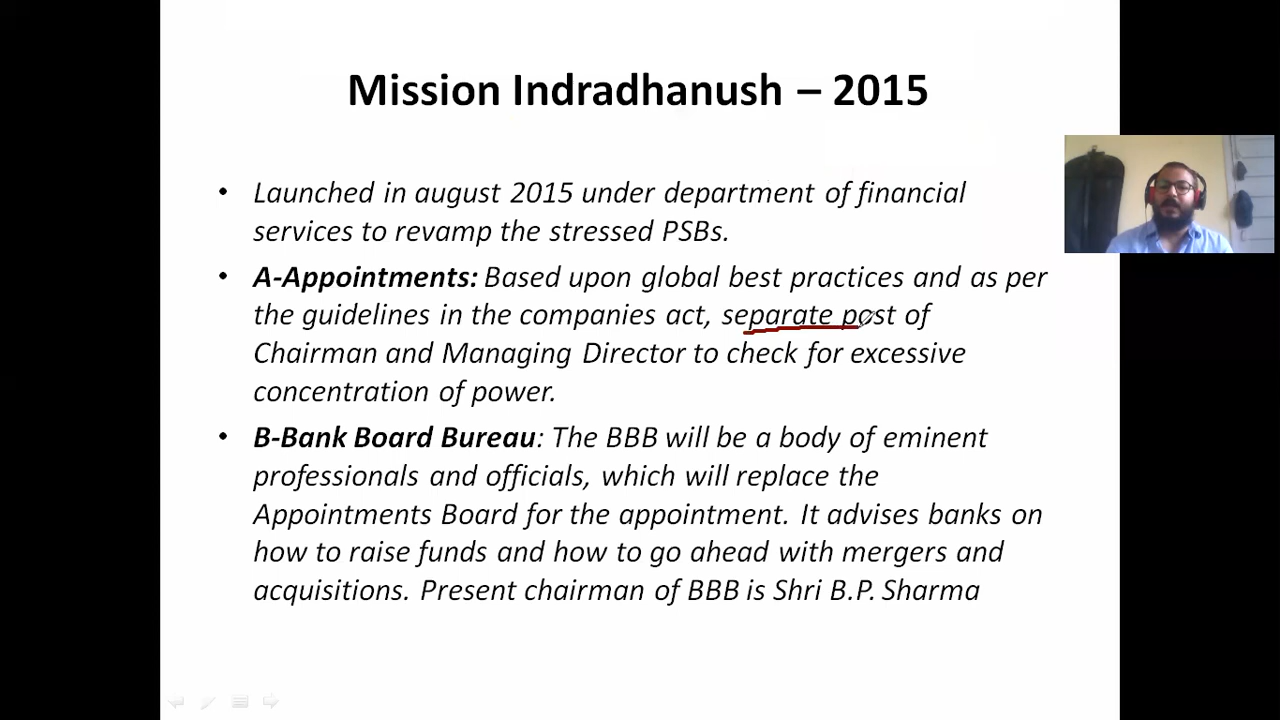 Mission Indradhanush – 2015
• Launched in august 2015 under department of financial
services to revamp the stressed PSBs.
• A-Appointments: Based upon global best practices and as per
the guidelines in the companies act, separate post of
Chairman and Managing Director to check for excessive
concentration of power.
• B-Bank Board Bureau: The BBB will be a body of eminent
professionals and officials, which will replace the
Appointments Board for the appointment. It advises banks on
how to raise funds and how to go ahead with mergers and
acquisitions. Present chairman of BBB is Shri B.P. Sharma